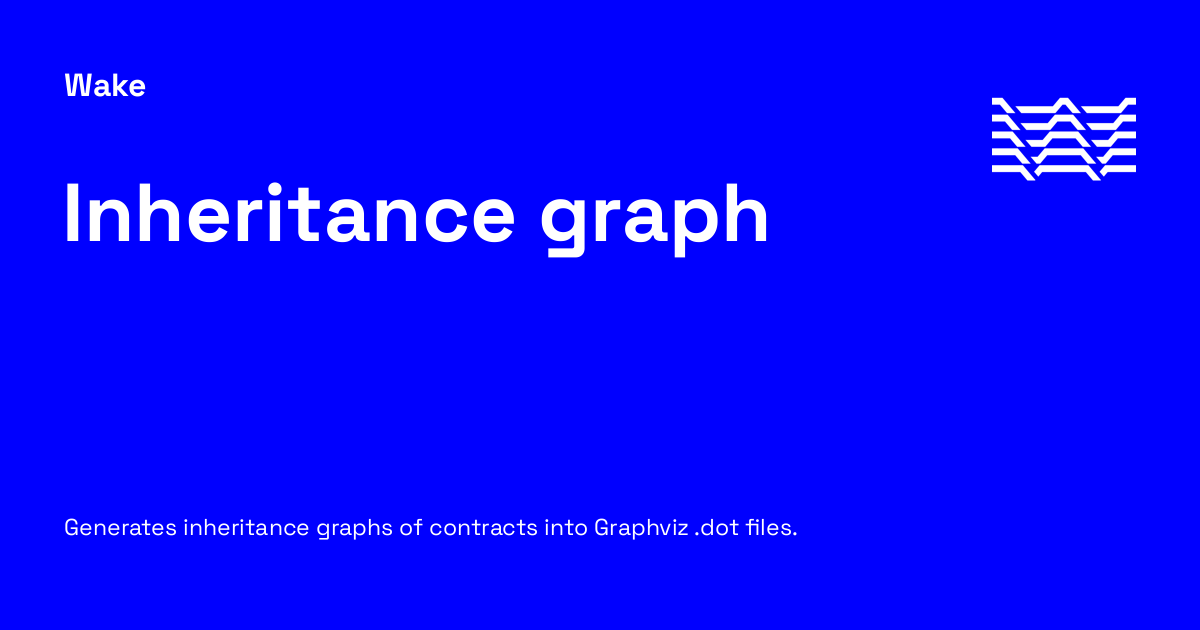 Wake
Inheritance graph
Generates inheritance graphs of contracts into Graphviz .dot files.